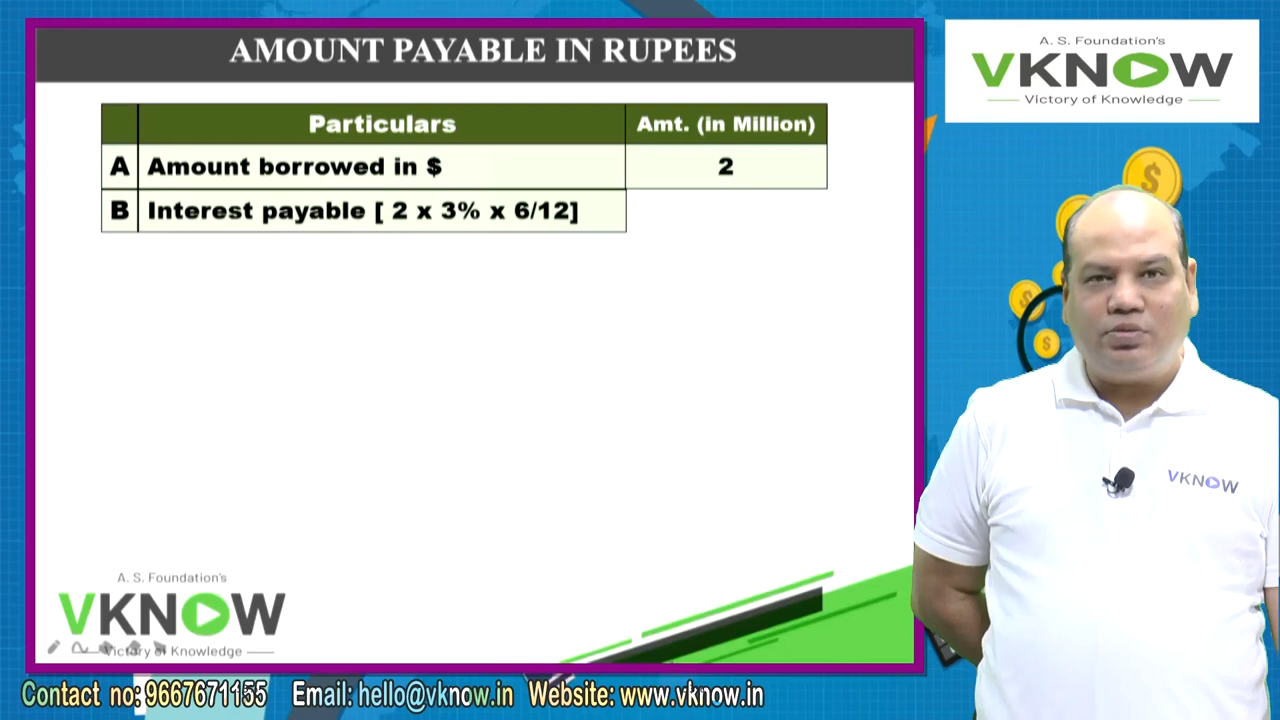 AMOUNT PAYABLE IN RUPEES
A. S. Foundation's
VKNOW
Victory of Knowledge
Particulars
Amt. (in Million)
A
Amount borrowed in $
2
B
Interest payable [ 2 x 3% x 6/12]
VKNOW
A. S. Foundation's
VKNOW
Victory of Knowledge
Contact no: 9667671155 Email: hello@vknow.in Website: www.vknow.in